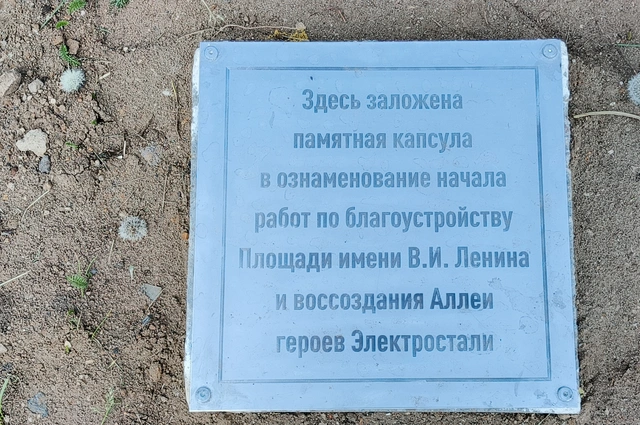 Здесь заложена
памятная капсула
в ознаменование начала
работ по благоустройству
Площади имени В.И. Ленина
и воссоздания Аллеи
героев Электростали